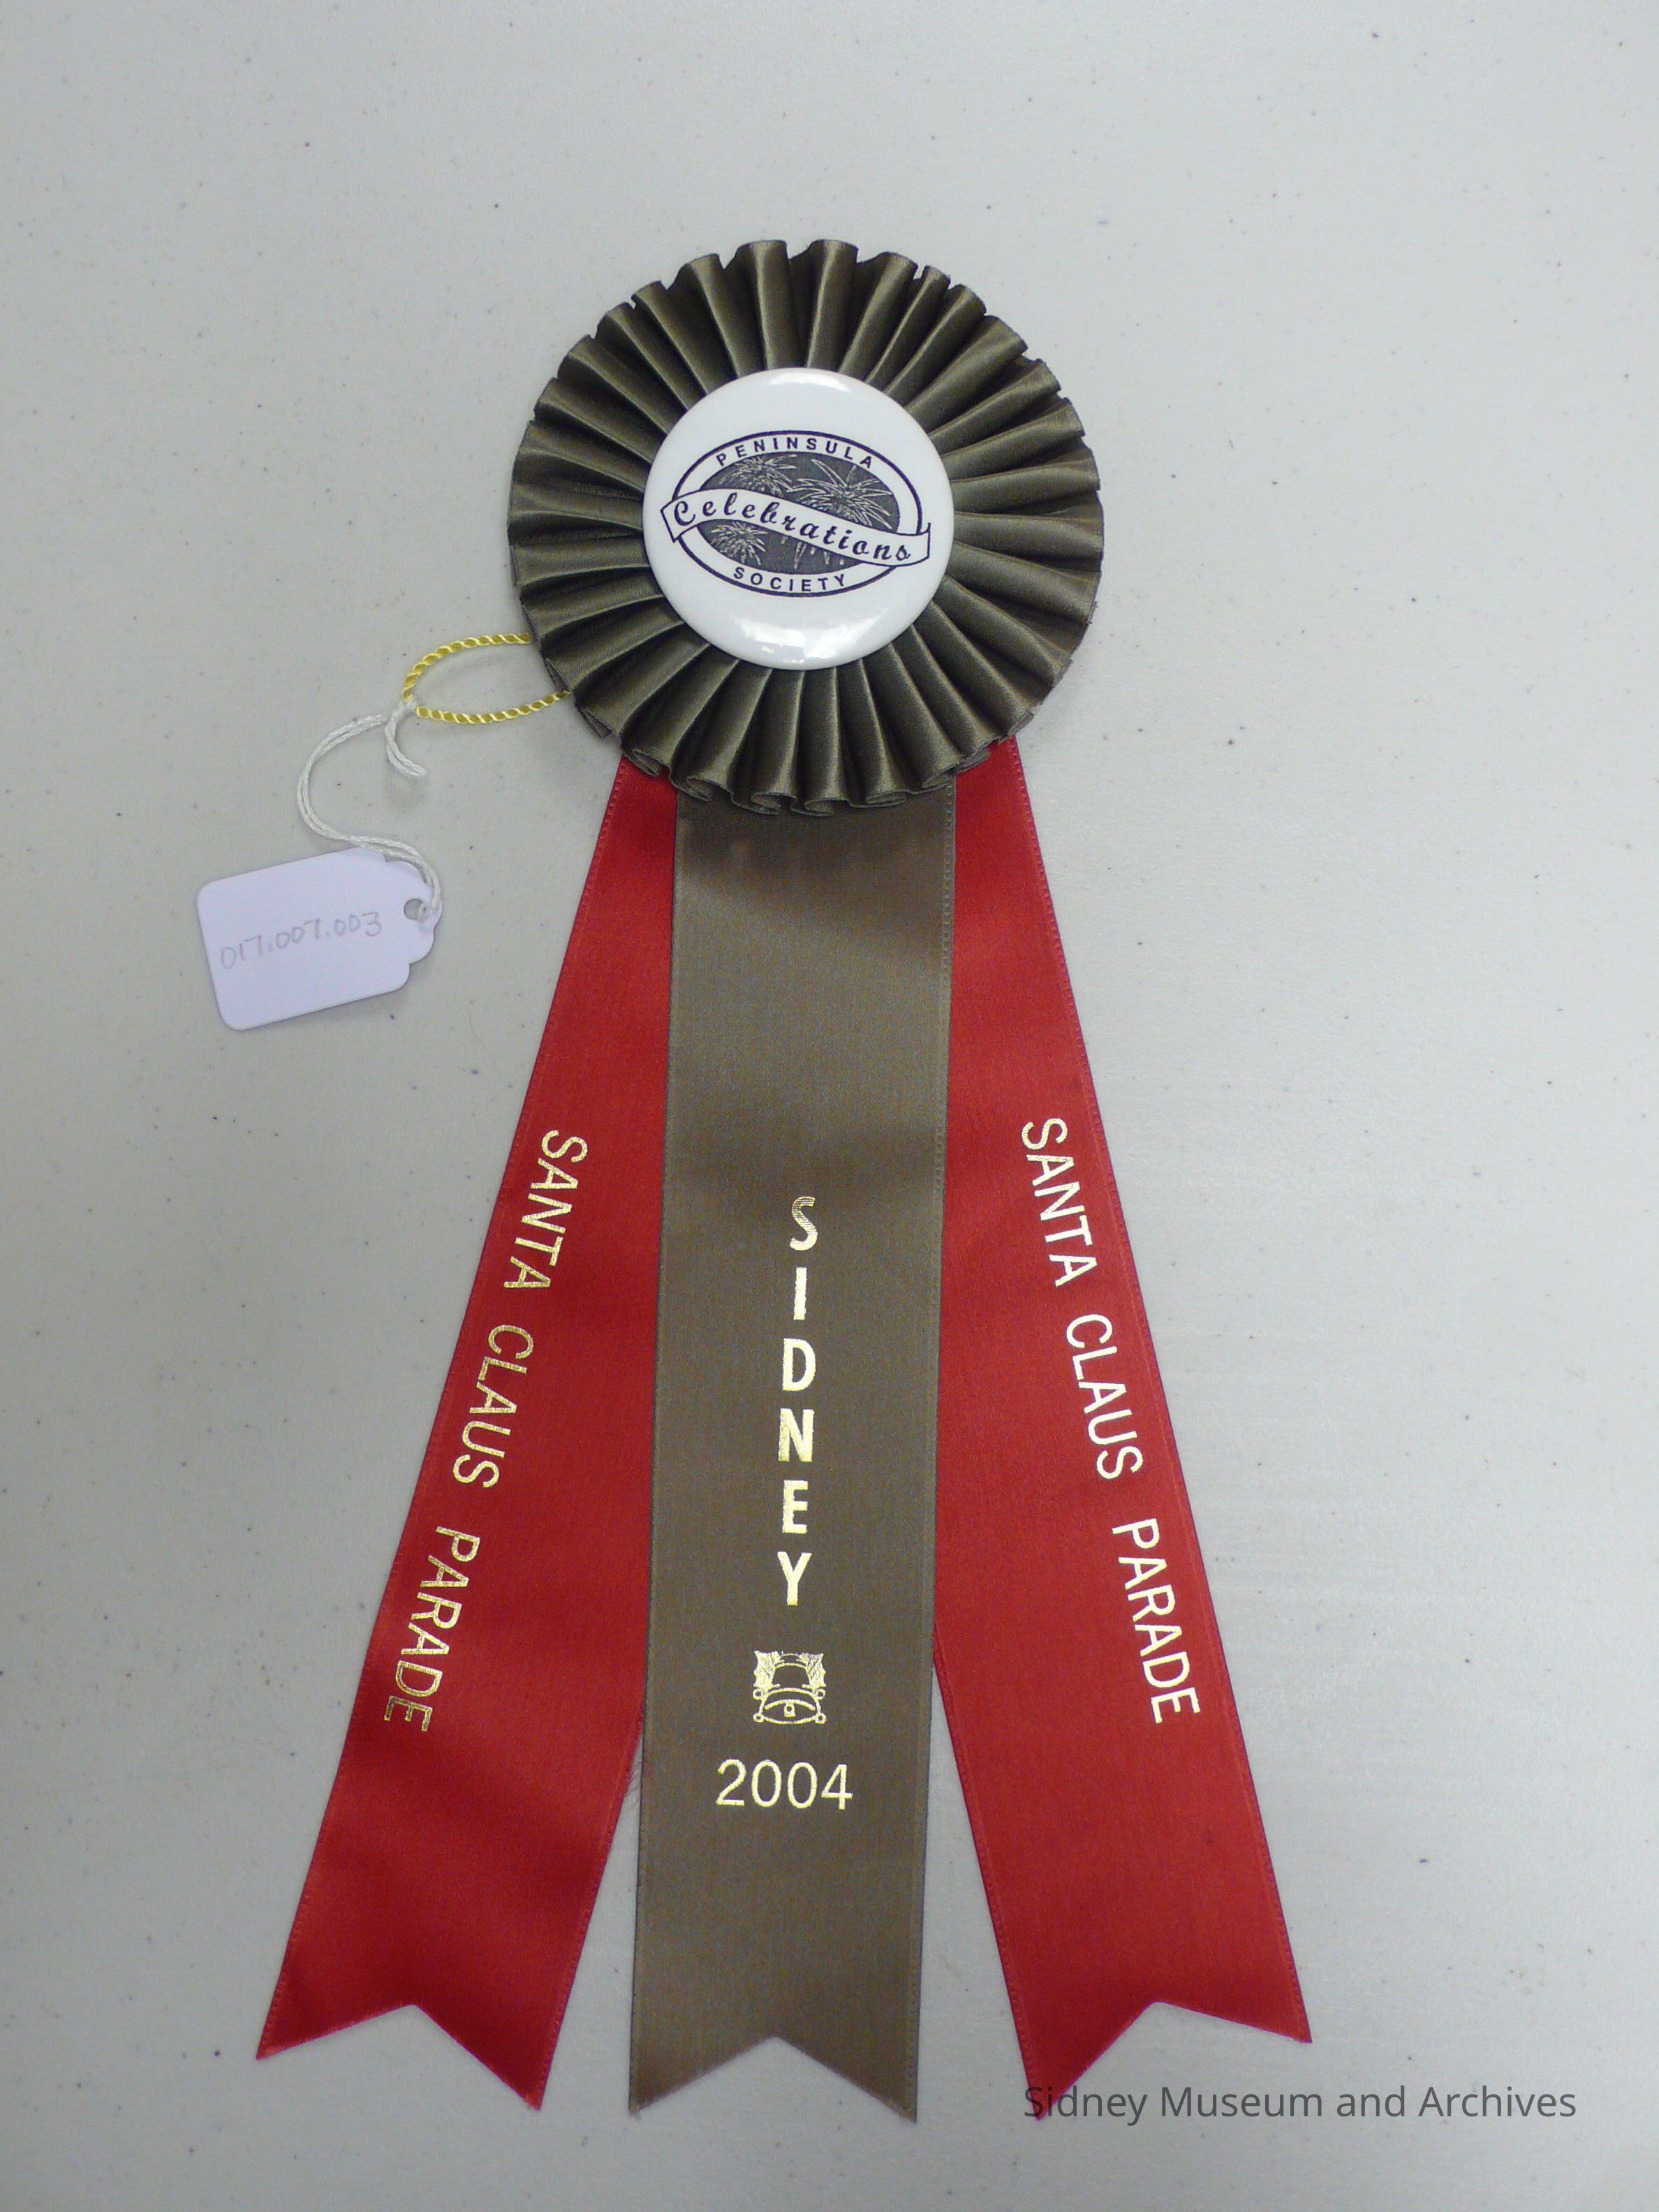 PENINSULA
Celebrations
SOCIETY
017.007.003
SANTA CLAUS PARADE
SIDNEY
2004
SANTA CLAUS PARADE
Sidney Museum and Archives